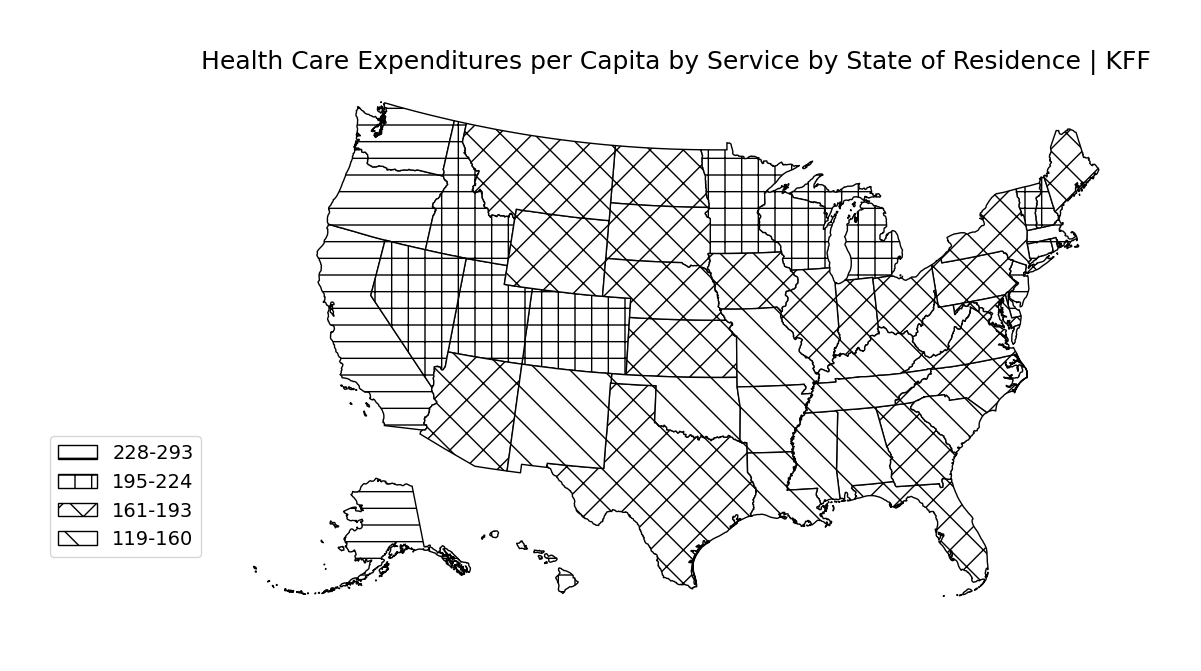 Health Care Expenditures per Capita by Service by State of Residence | KFF
228-293
195-224
161-193
119-160